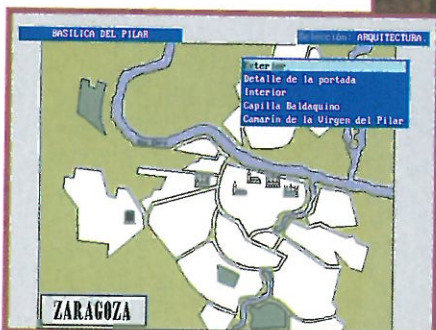 BASILICA DEL PILAR
Selección: ARQUITECTURA.
Exterior
Detalle de la portada
Interior
Capilla Baldaquino
Camarín de la Virgen del Pilar
ZARAGOZA